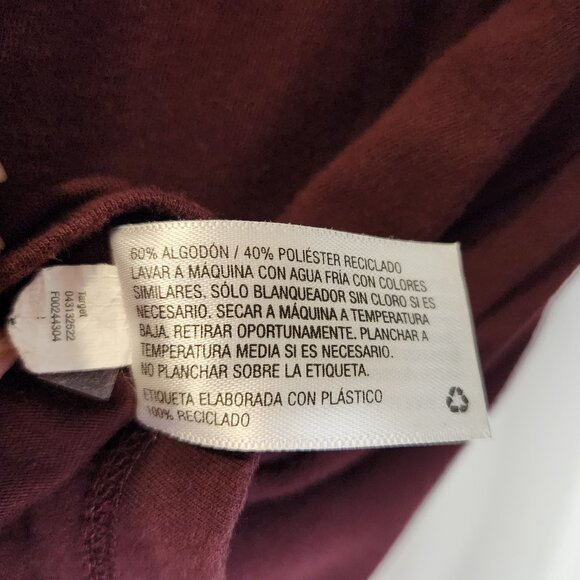 60% ALGODÓN / 40% POLIÉSTER RECICLADO
LAVAR A MÁQUINA CON AGUA FRÍA CON COLORES
SIMILARES. SÓLO BLANQUEADOR SIN CLORO SI ES
NECESARIO. SECAR A MÁQUINA A TEMPERATURA
BAJA. RETIRAR OPORTUNAMENTE. PLANCHAR A
TEMPERATURA MEDIA SI ES NECESARIO.
NO PLANCHAR SOBRE LA ETIQUETA.
ETIQUETA ELABORADA CON PLÁSTICO
100% RECICLADO
Target
043132522
F00244304